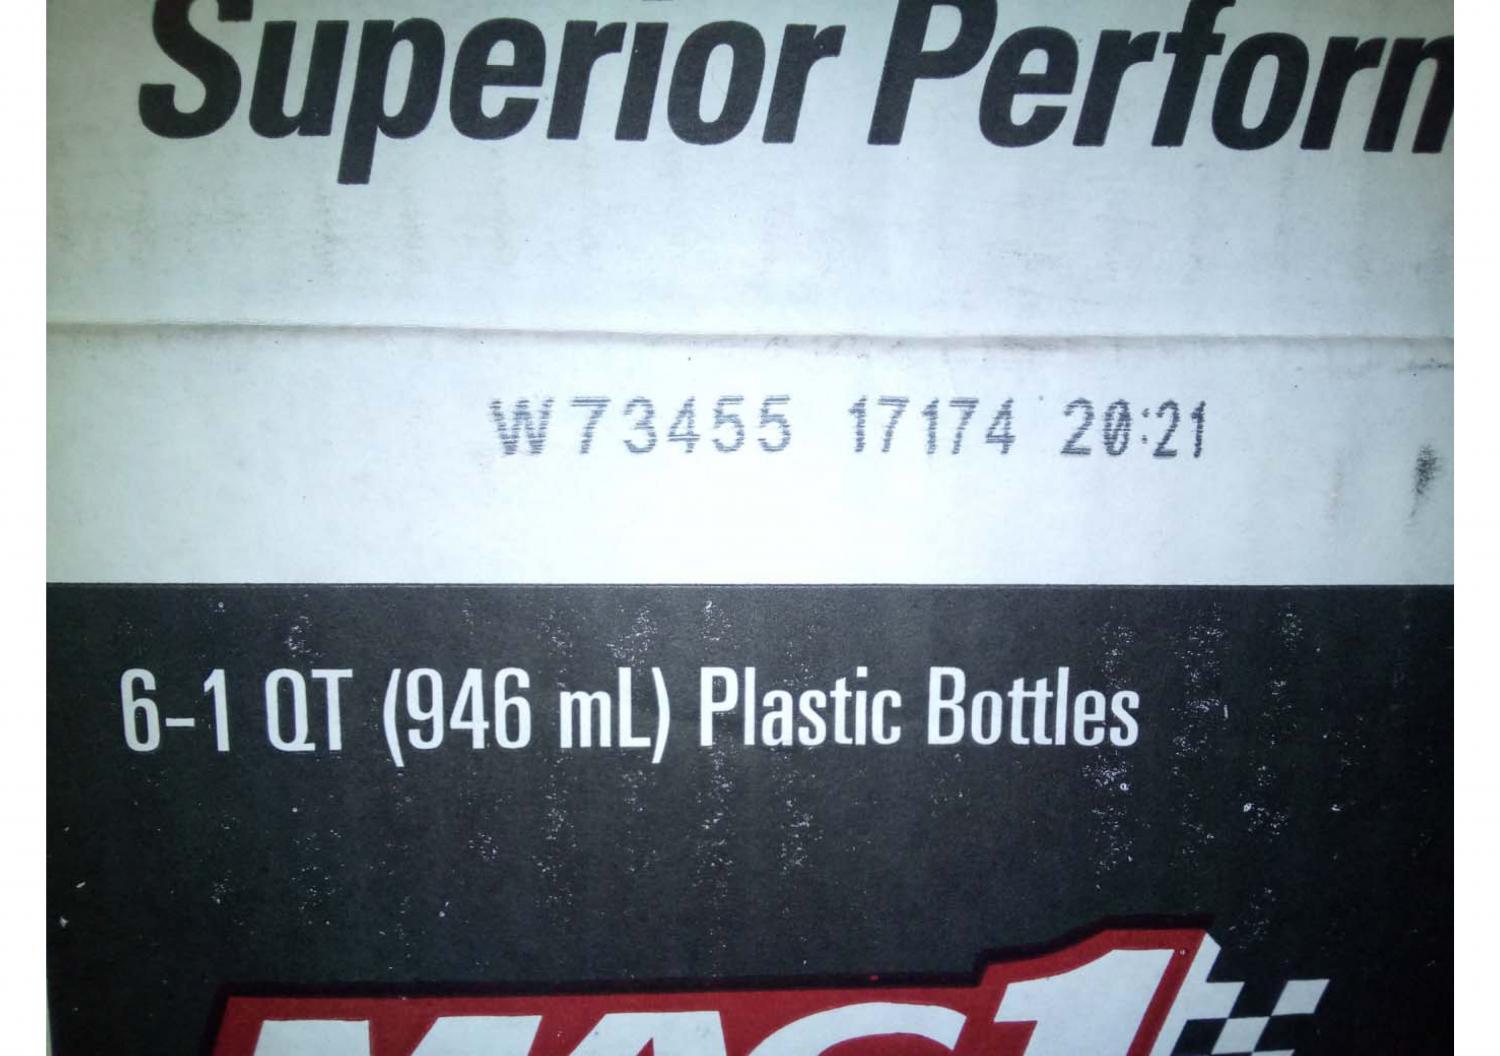 Superior Perform
W73455 17174 20:21
6-1 QT (946 mL) Plastic Bottles
MAG1